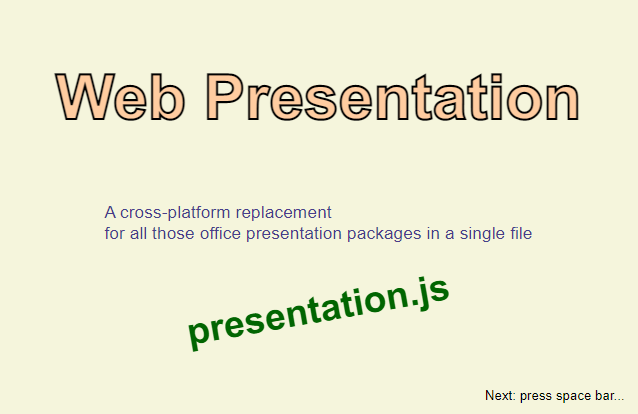 Web Presentation
A cross-platform replacement
for all those office presentation packages in a single file
presentation.js
Next: press space bar...